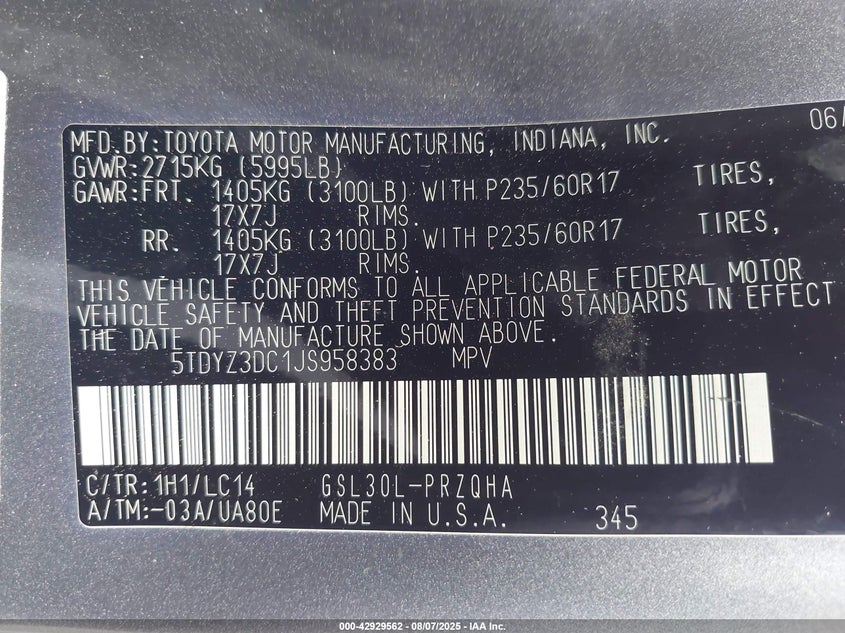 06/
MFD.BY:TOYOTA MOTOR MANUFACTURING, INDIANA, INC.
GVWR:2715KG (5995LB)
GAWR:FRT. 1405KG (3100LB) WITH P235/60R17 TIRES,
17X7J RIMS.
RR. 1405KG (3100LB) WITH P235/60R17 TIRES,
17X7J RIMS.
THIS VEHICLE CONFORMS TO ALL APPLICABLE FEDERAL MOTOR
VEHICLE SAFETY AND THEFT PREVENTION STANDARDS IN EFFECT
THE DATE OF MANUFACTURE SHOWN ABOVE.
5TDYZ3DC1JS958383 MPV
C/TR:1H1/LC14 GSL30L-PRZQHA
A/TM:-03A/UA80E MADE IN U.S.A. 345
000-42929562 - 08/07/2025 - IAA Inc.